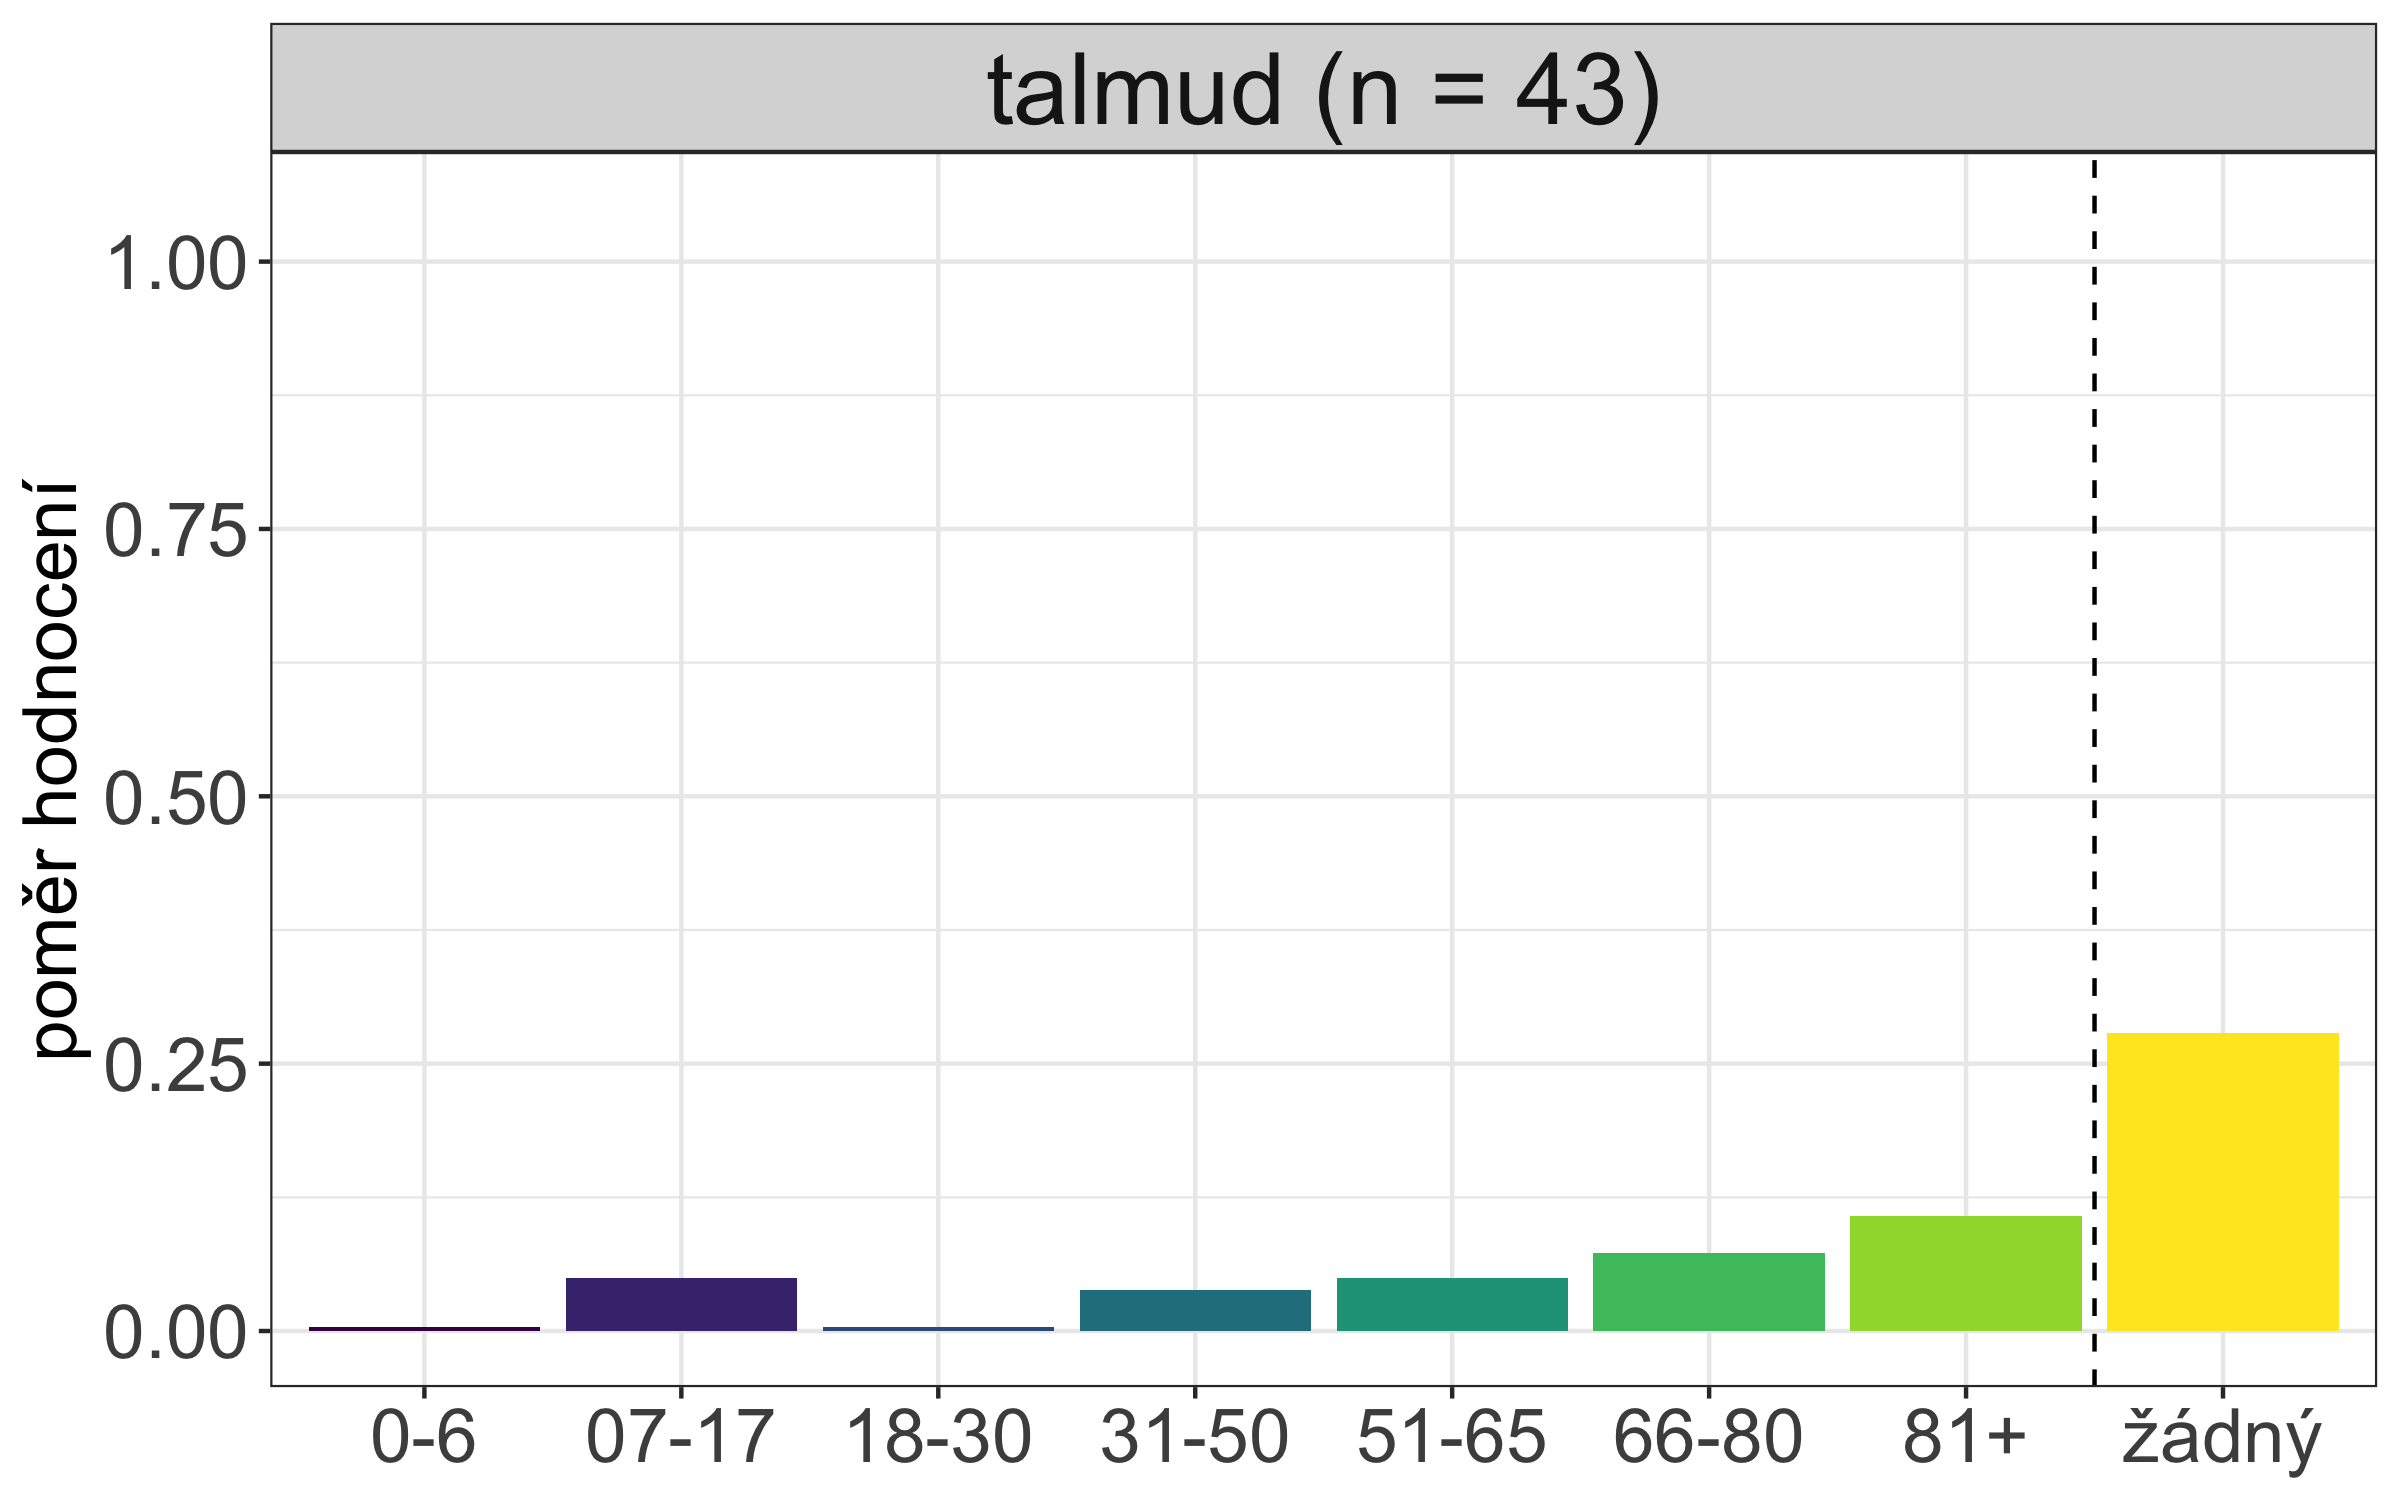 talmud (n = 43)
poměr hodnocení
1.00
0.75
0.50
0.25
0.00
0-6 07-17 18-30 31-50 51-65 66-80 81+ žádný